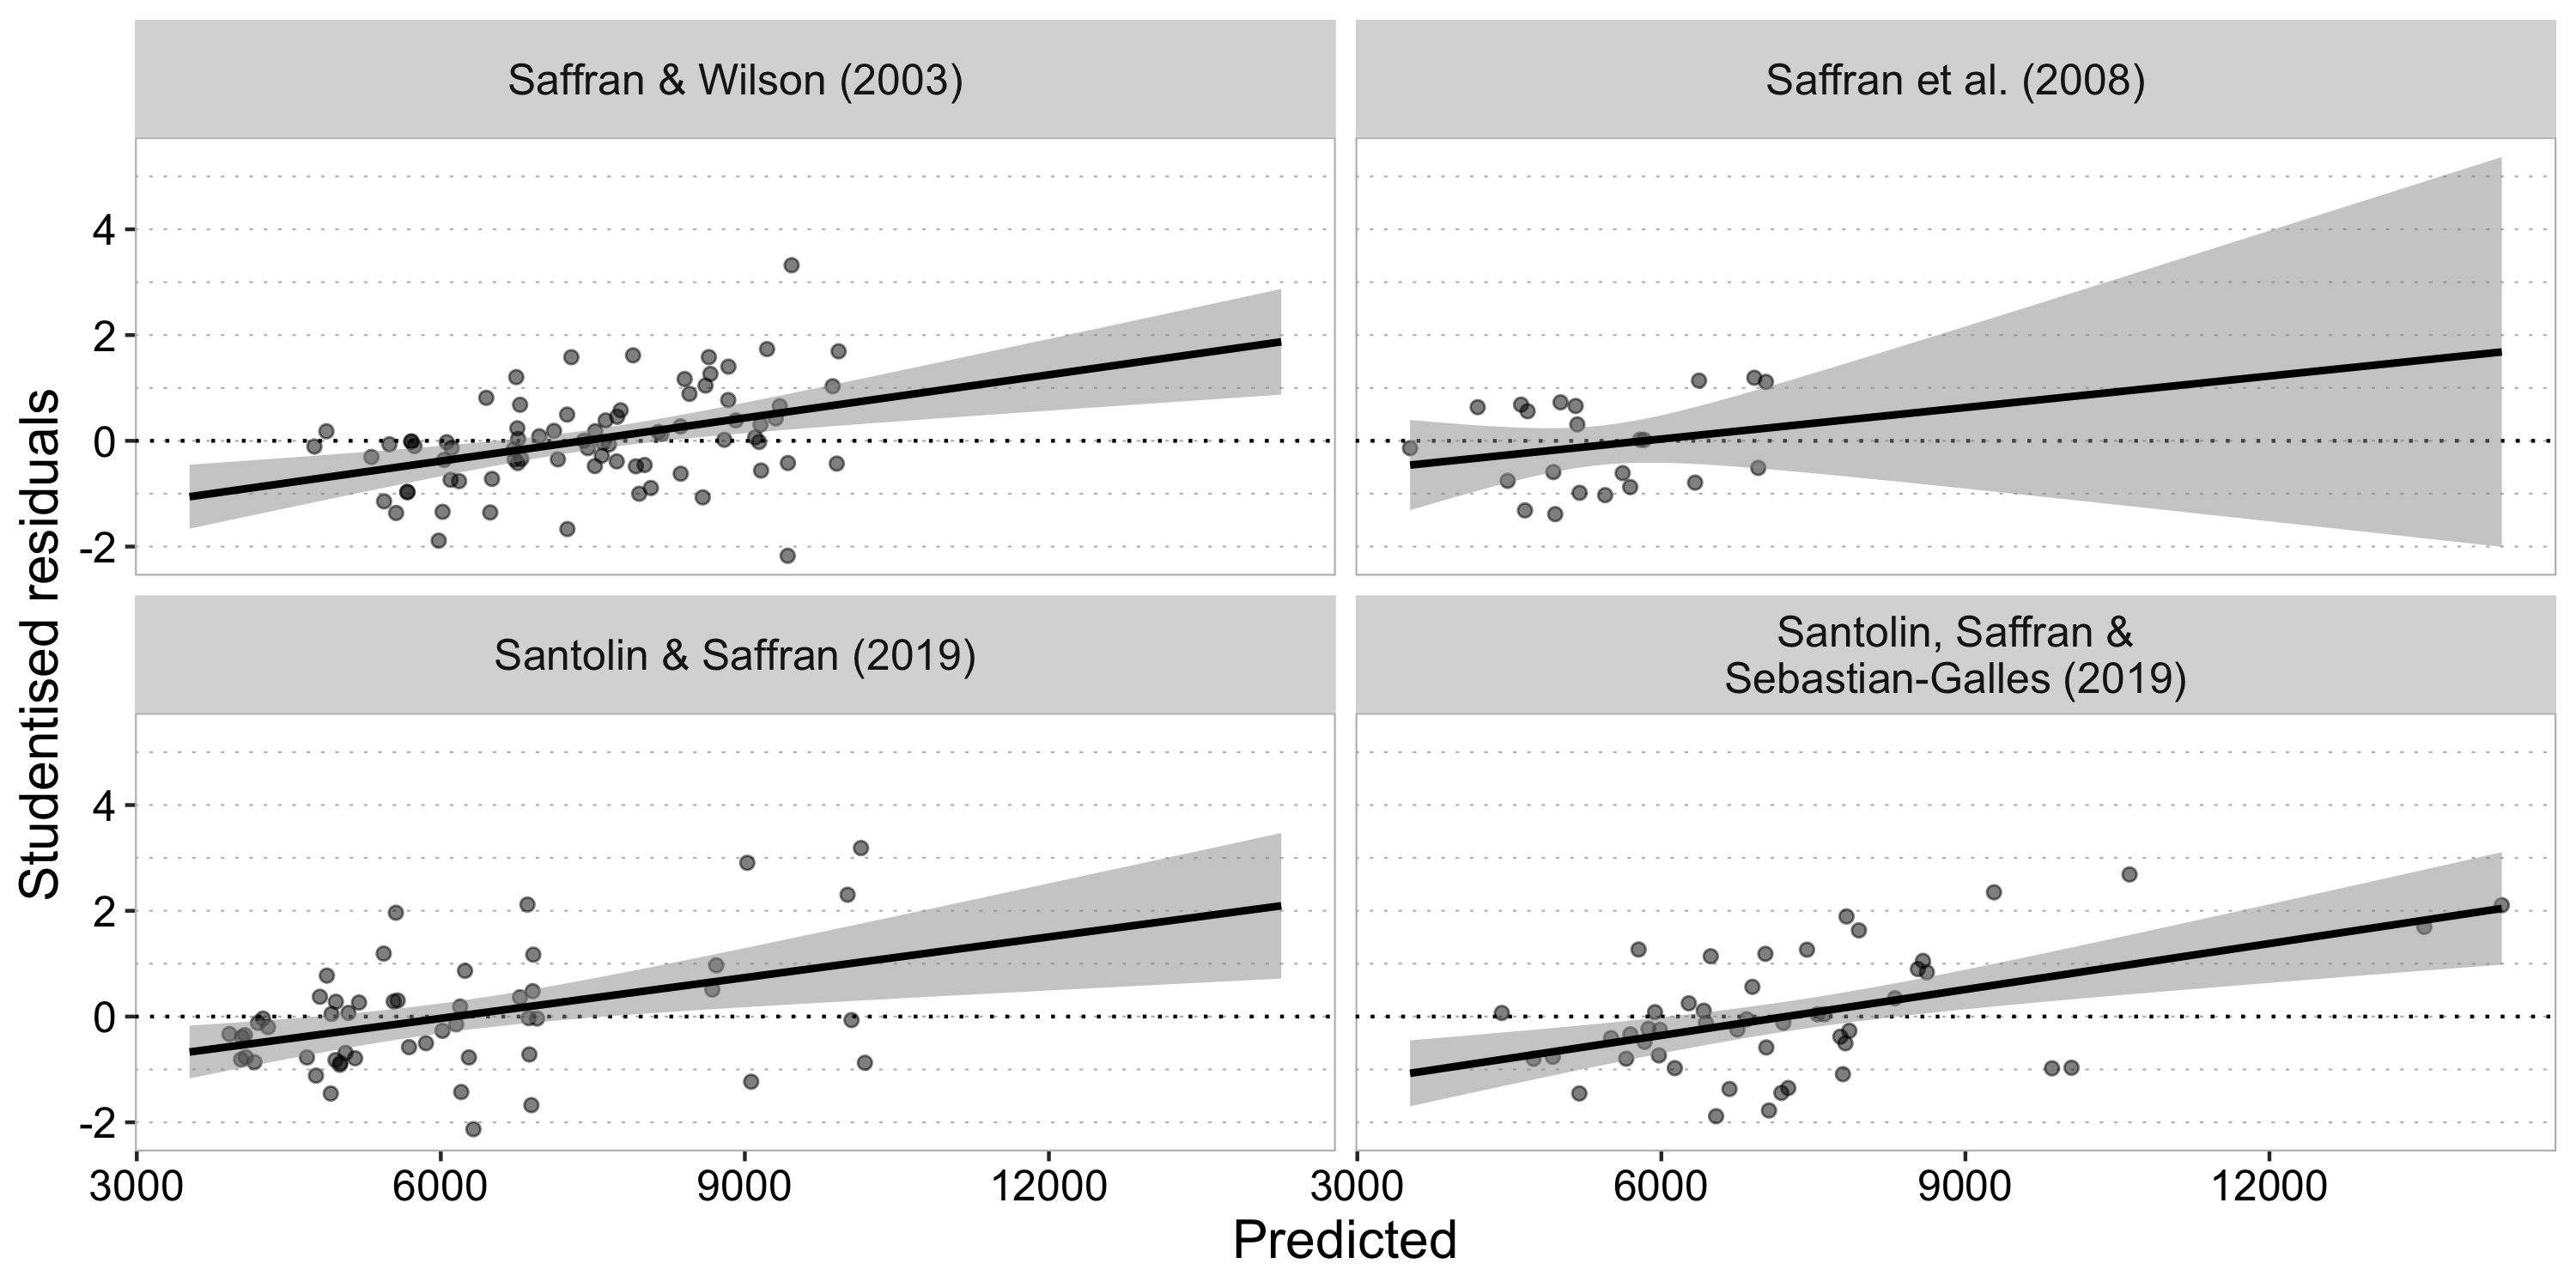 Saffran & Wilson (2003)
Saffran et al. (2008)
4
2
0
-2
Santolin & Saffran (2019)
Santolin, Saffran &
Sebastian-Galles (2019)
4
2
0
-2
Studentised residuals
3000
6000
9000
12000
3000
6000
9000
12000
Predicted